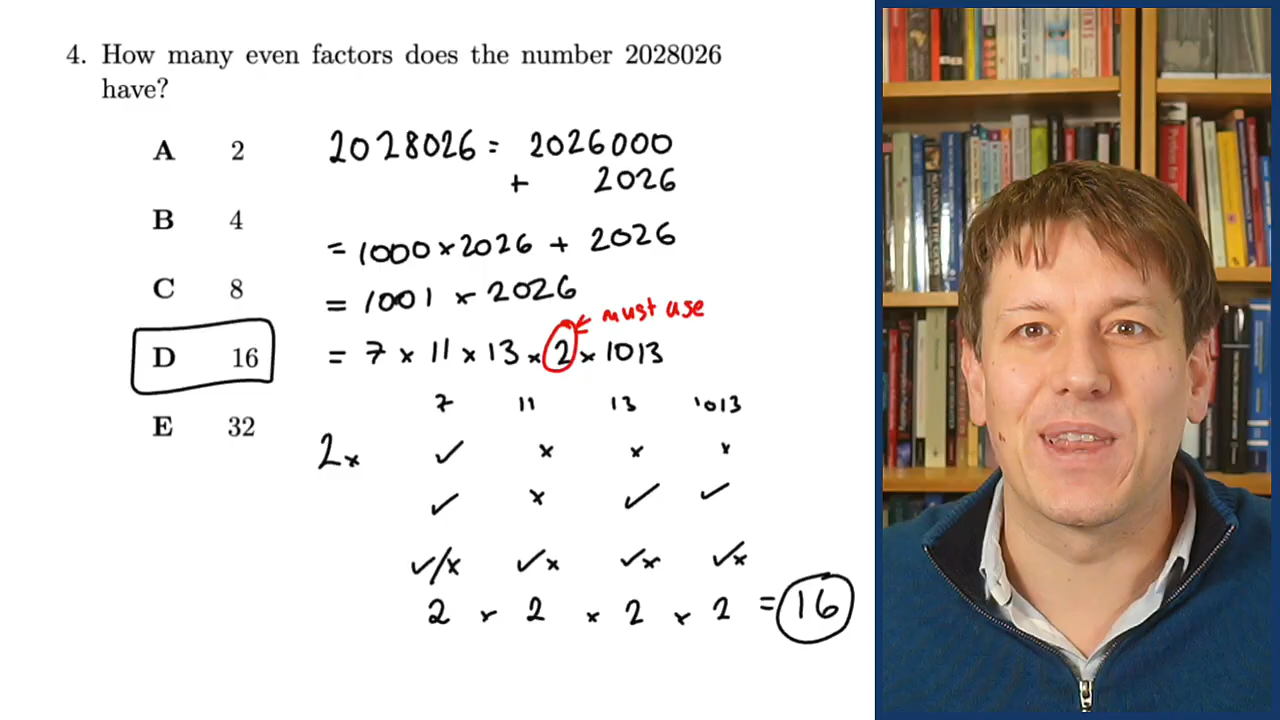 4. How many even factors does the number 2028026
have?
A 2
B 4
C 8
D 16
E 32
2028026 = 2026000
+ 2026
= 1000 × 2026 + 2026
= 1001 × 2026
must use
= 7 × 11 × 13 × 2 × 1013
7 11 13 1013
2× ✓ × × ×
✓ × ✓ ✓
✓/× ✓× ✓× ✓×
2 × 2 × 2 × 2 = 16